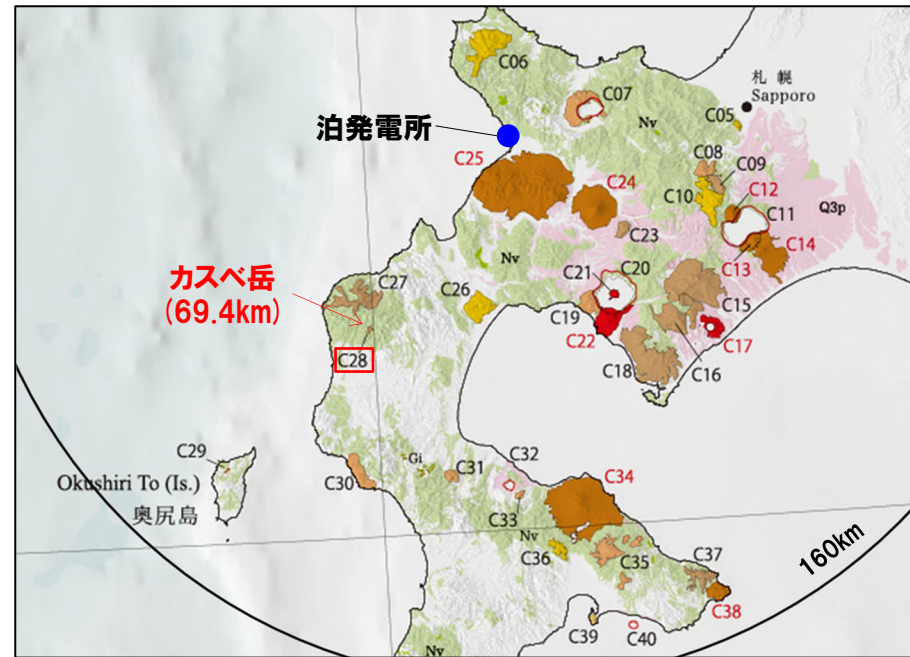 C06
C07
札幌
Sapporo
C05
Nv
泊発電所
C08
C09
C25
C24
C10
C12
C11
Q3p
C23
C14
C13
Nv
C21
C20
カスベ岳
(69.4km)
C27
C26
C15
C19
C22
C17
C28
C18
C16
C29
Gi
C32
C34
Okushiri To (Is.)
奥尻島
C30
C31
C33
Nv
C36
C35
C37
160km
C38
C39
C40
Nv